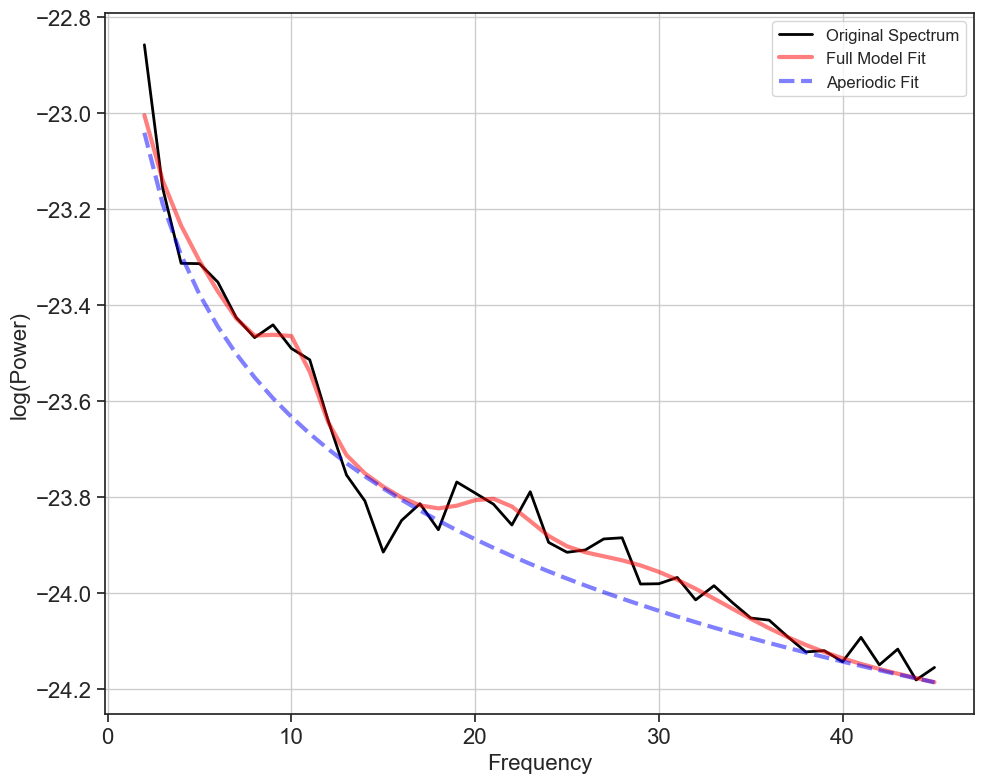 −22.8
−23.0
−23.2
−23.4
−23.6
−23.8
−24.0
−24.2
log(Power)
Original Spectrum
Full Model Fit
Aperiodic Fit
0
10
20
30
40
Frequency